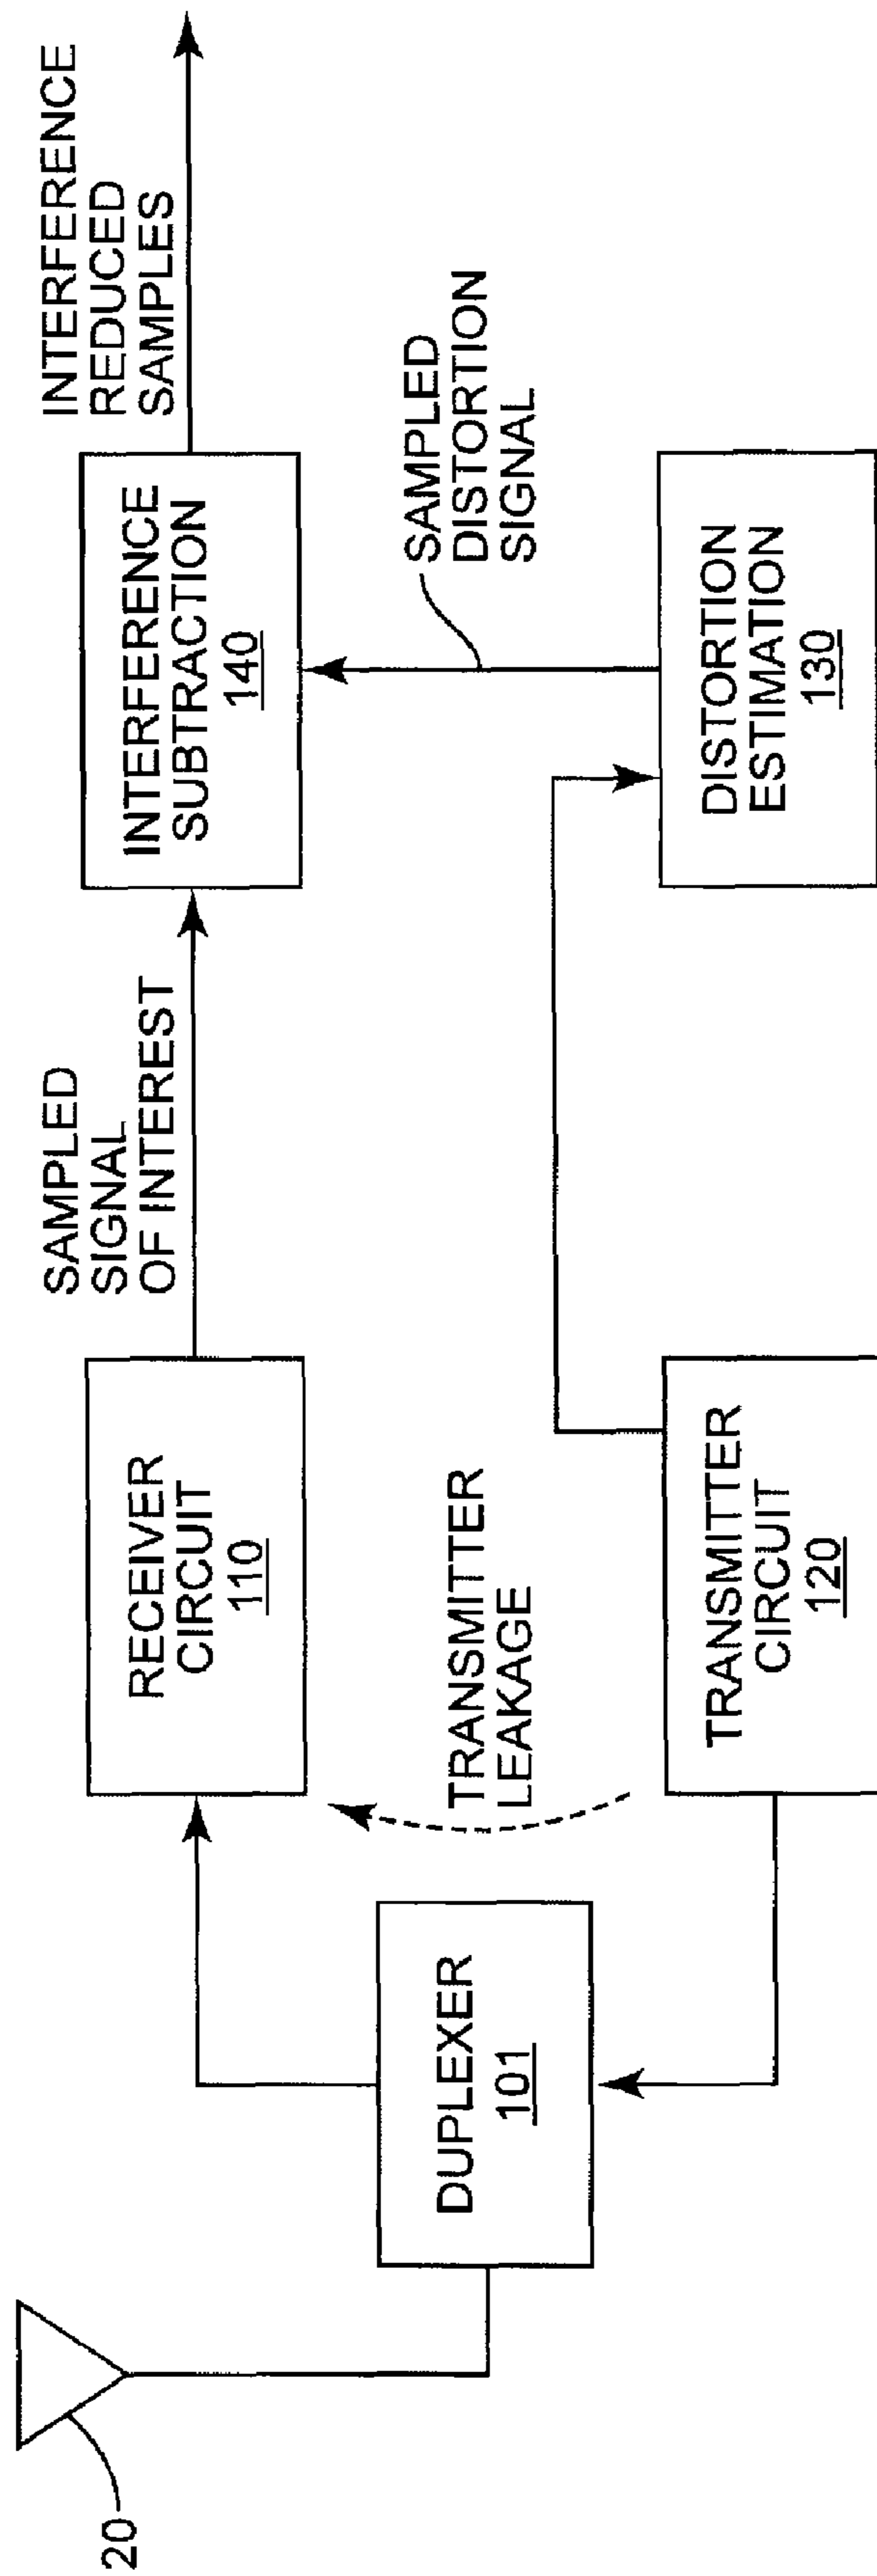 20
DUPLEXER
101
RECEIVER
CIRCUIT
110
TRANSMITTER
LEAKAGE
TRANSMITTER
CIRCUIT
120
SAMPLED
SIGNAL
OF INTEREST
INTERFERENCE
SUBTRACTION
140
SAMPLED
DISTORTION
SIGNAL
DISTORTION
ESTIMATION
130
INTERFERENCE
REDUCED
SAMPLES